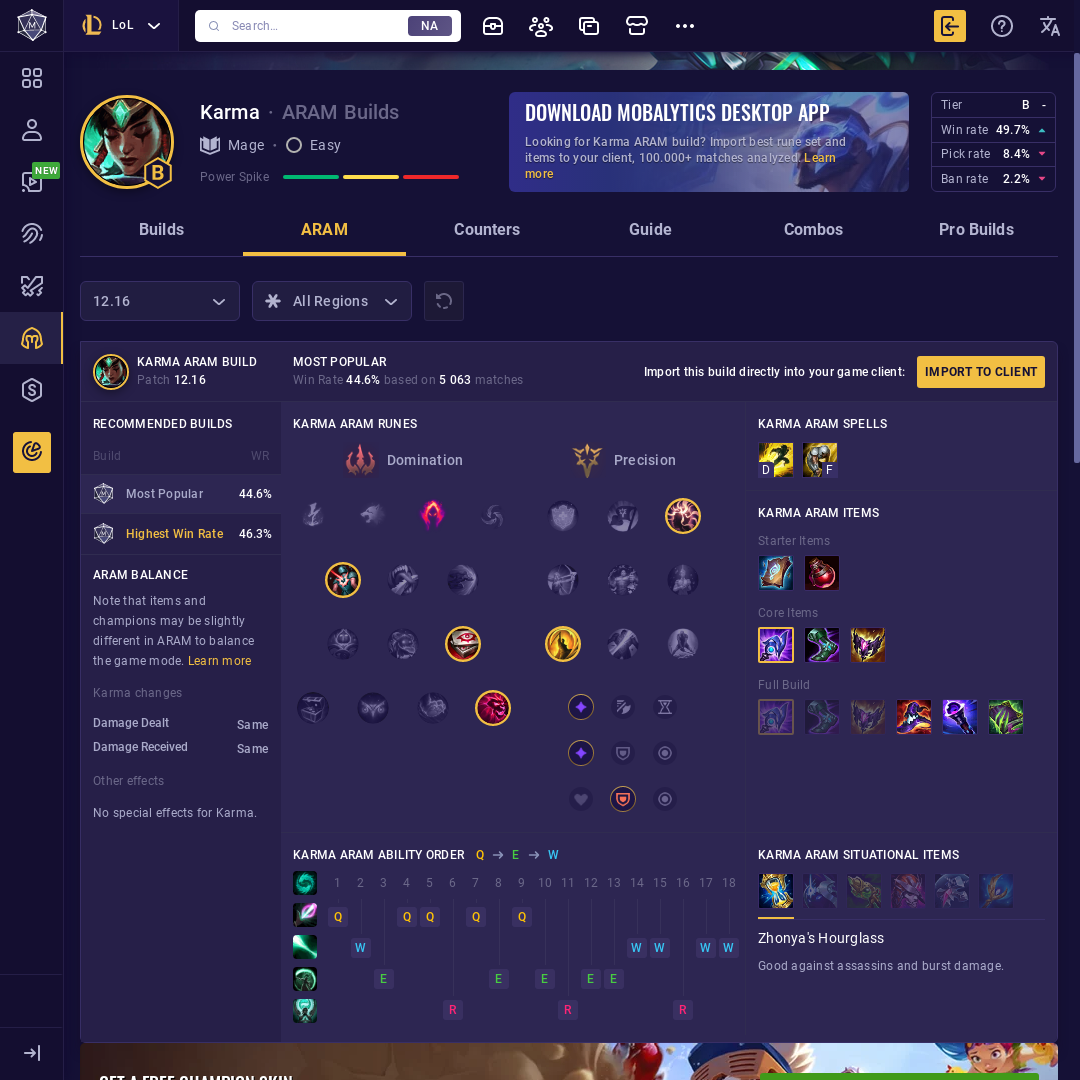 LoL
Search...
NA
NEW
Karma · ARAM Builds
Mage · Easy
Power Spike
B
DOWNLOAD MOBALYTICS DESKTOP APP
Looking for Karma ARAM build? Import best rune set and
items to your client, 100.000+ matches analyzed. Learn
more
Tier B -
Win rate 49.7%
Pick rate 8.4%
Ban rate 2.2%
Builds
ARAM
Counters
Guide
Combos
Pro Builds
12.16
All Regions
KARMA ARAM BUILD
Patch 12.16
MOST POPULAR
Win Rate 44.6% based on 5 063 matches
Import this build directly into your game client:
IMPORT TO CLIENT
RECOMMENDED BUILDS
Build WR
Most Popular 44.6%
Highest Win Rate 46.3%
ARAM BALANCE
Note that items and
champions may be slightly
different in ARAM to balance
the game mode. Learn more
Karma changes
Damage Dealt Same
Damage Received Same
Other effects
No special effects for Karma.
KARMA ARAM RUNES
Domination
Precision
KARMA ARAM SPELLS
D F
KARMA ARAM ITEMS
Starter Items
Core Items
Full Build
KARMA ARAM ABILITY ORDER Q → E → W
1 2 3 4 5 6 7 8 9 10 11 12 13 14 15 16 17 18
Q Q Q Q Q
W W W W W
E E E E E
R R R
KARMA ARAM SITUATIONAL ITEMS
Zhonya's Hourglass
Good against assassins and burst damage.
GET A FREE CHAMPION SKIN